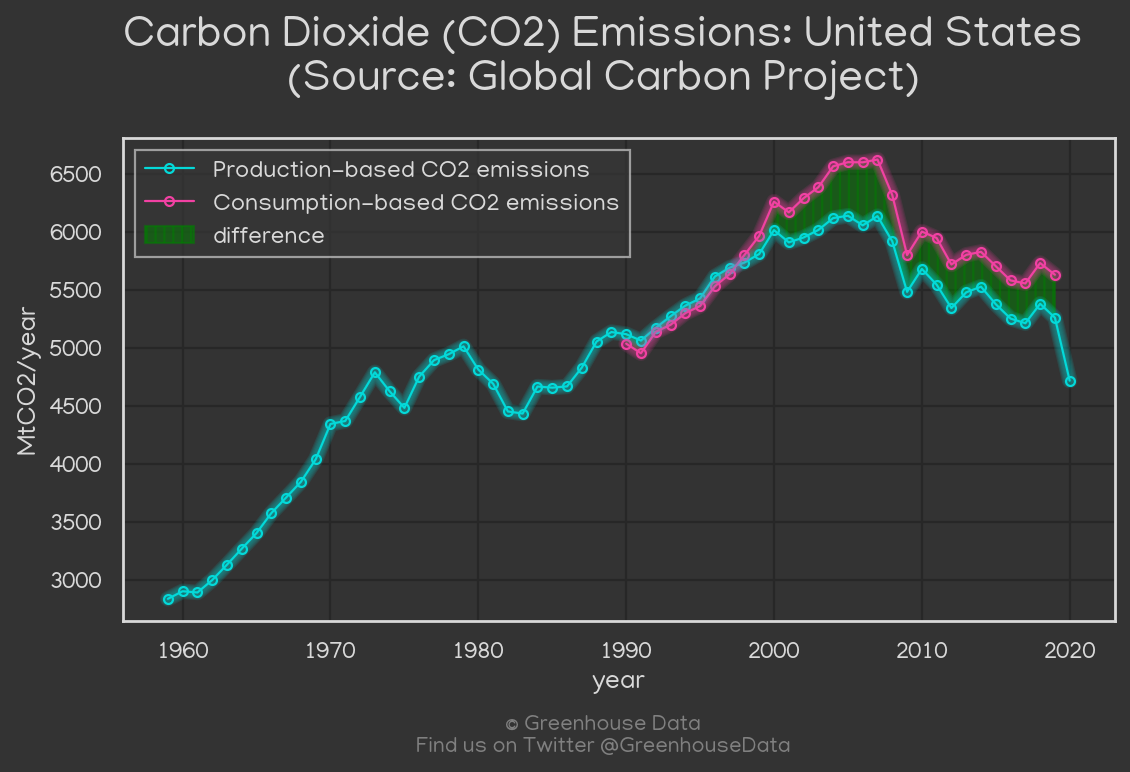 Carbon Dioxide (CO2) Emissions: United States
(Source: Global Carbon Project)
Production-based CO2 emissions
Consumption-based CO2 emissions
difference
MtCO2/year
6500
6000
5500
5000
4500
4000
3500
3000
1960 1970 1980 1990 2000 2010 2020
year
© Greenhouse Data
Find us on Twitter @GreenhouseData